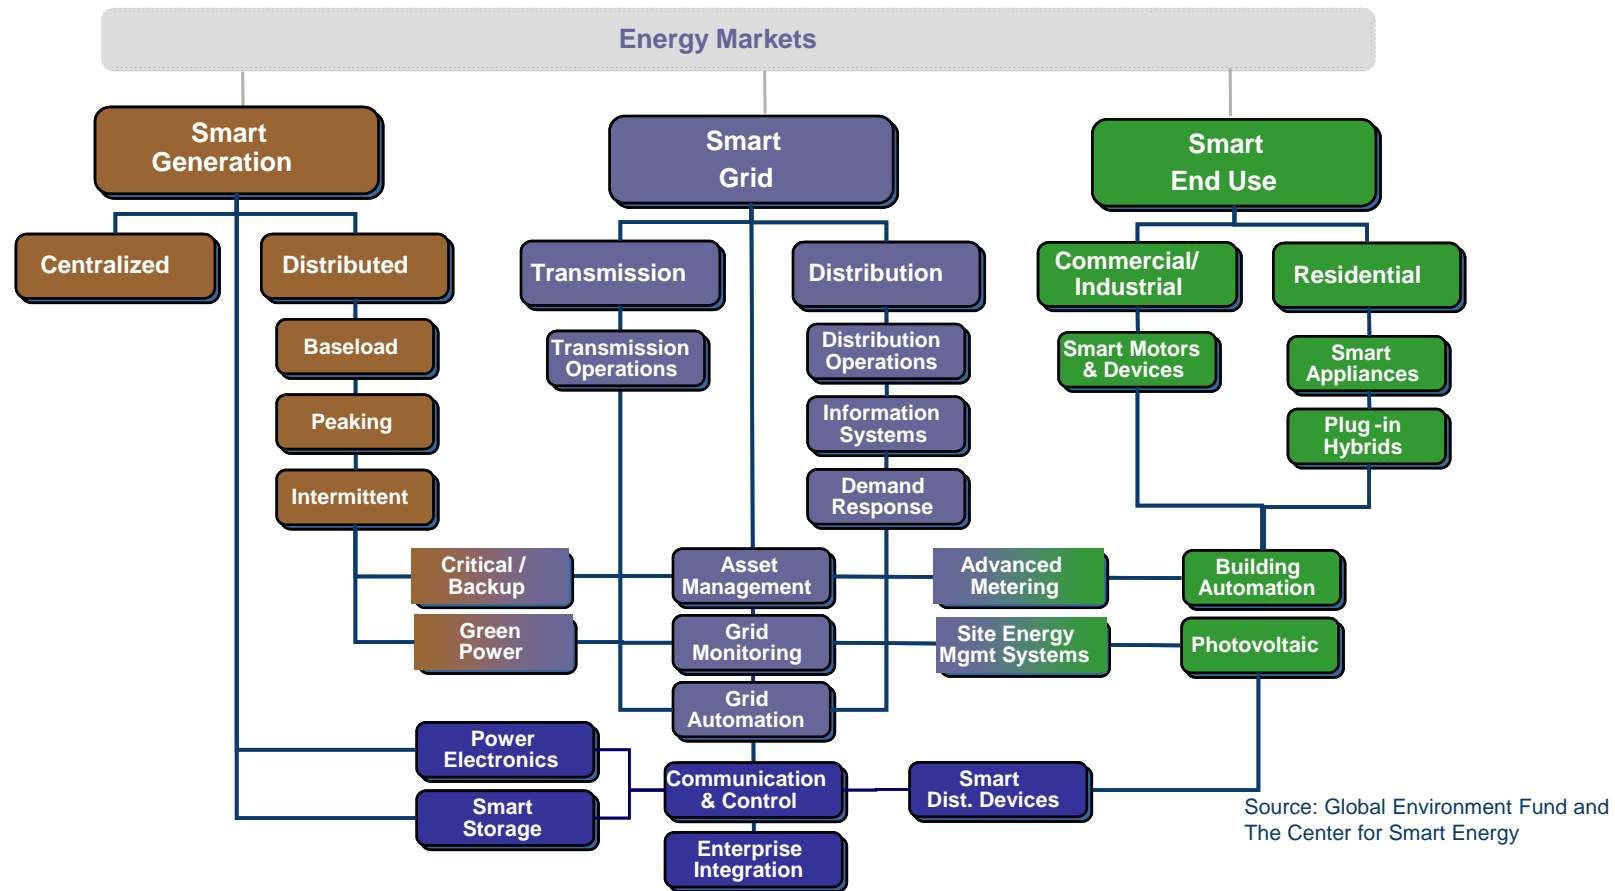 Energy Markets
Smart
Generation
Smart
Grid
Smart
End Use
Centralized
Distributed
Transmission
Distribution
Commercial/
Industrial
Residential
Baseload
Transmission
Operations
Distribution
Operations
Smart Motors
& Devices
Smart
Appliances
Peaking
Information
Systems
Plug -in
Hybrids
Intermittent
Demand
Response
Critical /
Backup
Asset
Management
Advanced
Metering
Building
Automation
Green
Power
Grid
Monitoring
Site Energy
Mgmt Systems
Photovoltaic
Grid
Automation
Power
Electronics
Communication
& Control
Smart
Dist. Devices
Smart
Storage
Enterprise
Integration
Source: Global Environment Fund and
The Center for Smart Energy